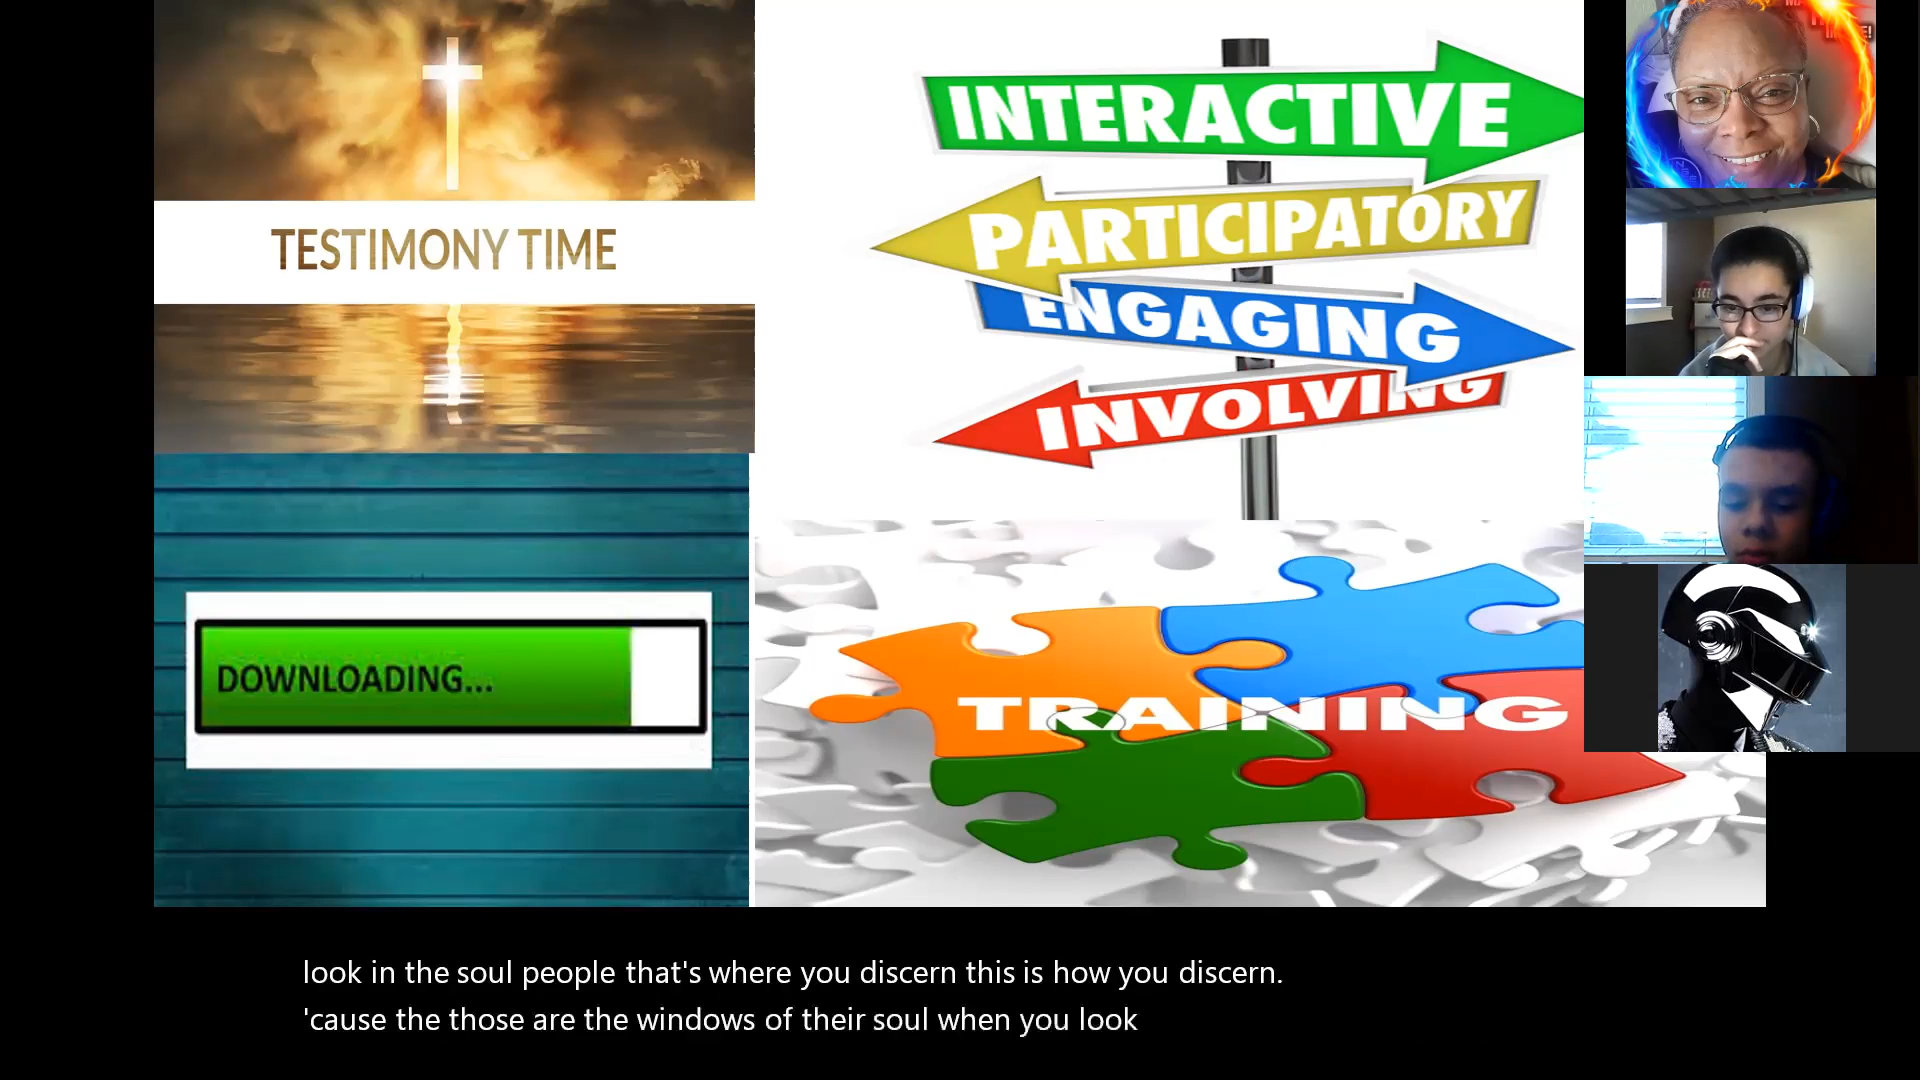 TESTIMONY TIME
INTERACTIVE
PARTICIPATORY
ENGAGING
INVOLVING
DOWNLOADING...
TRAINING
look in the soul people that's where you discern this is how you discern.
'cause the those are the windows of their soul when you look